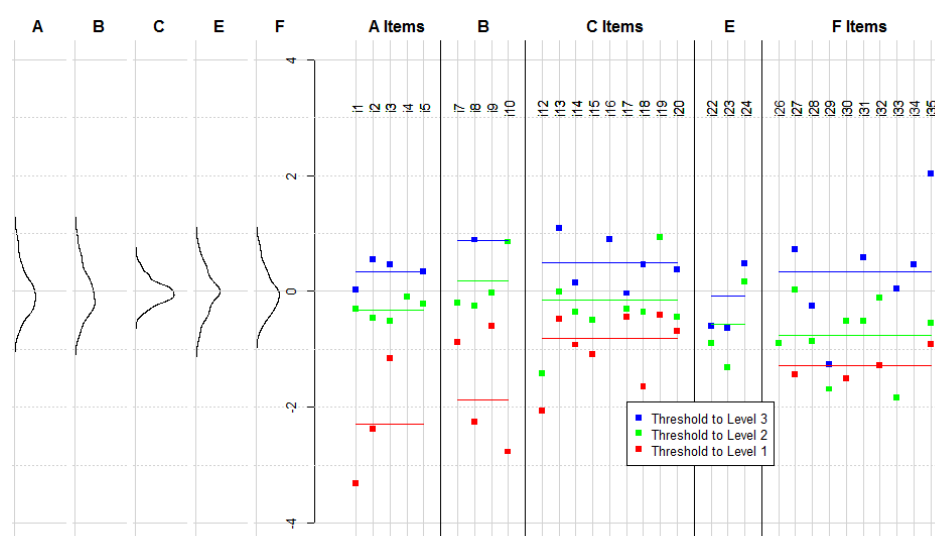 A B C E F A Items B C Items E F Items
i1 i2 i3 i4 i5 i7 i8 i9 i10 i12 i13 i14 i15 i16 i17 i18 i19 i20 i22 i23 i24 i26 i27 i28 i29 i30 i31 i32 i33 i34 i35
4
2
0
-2
-4
Threshold to Level 3
Threshold to Level 2
Threshold to Level 1